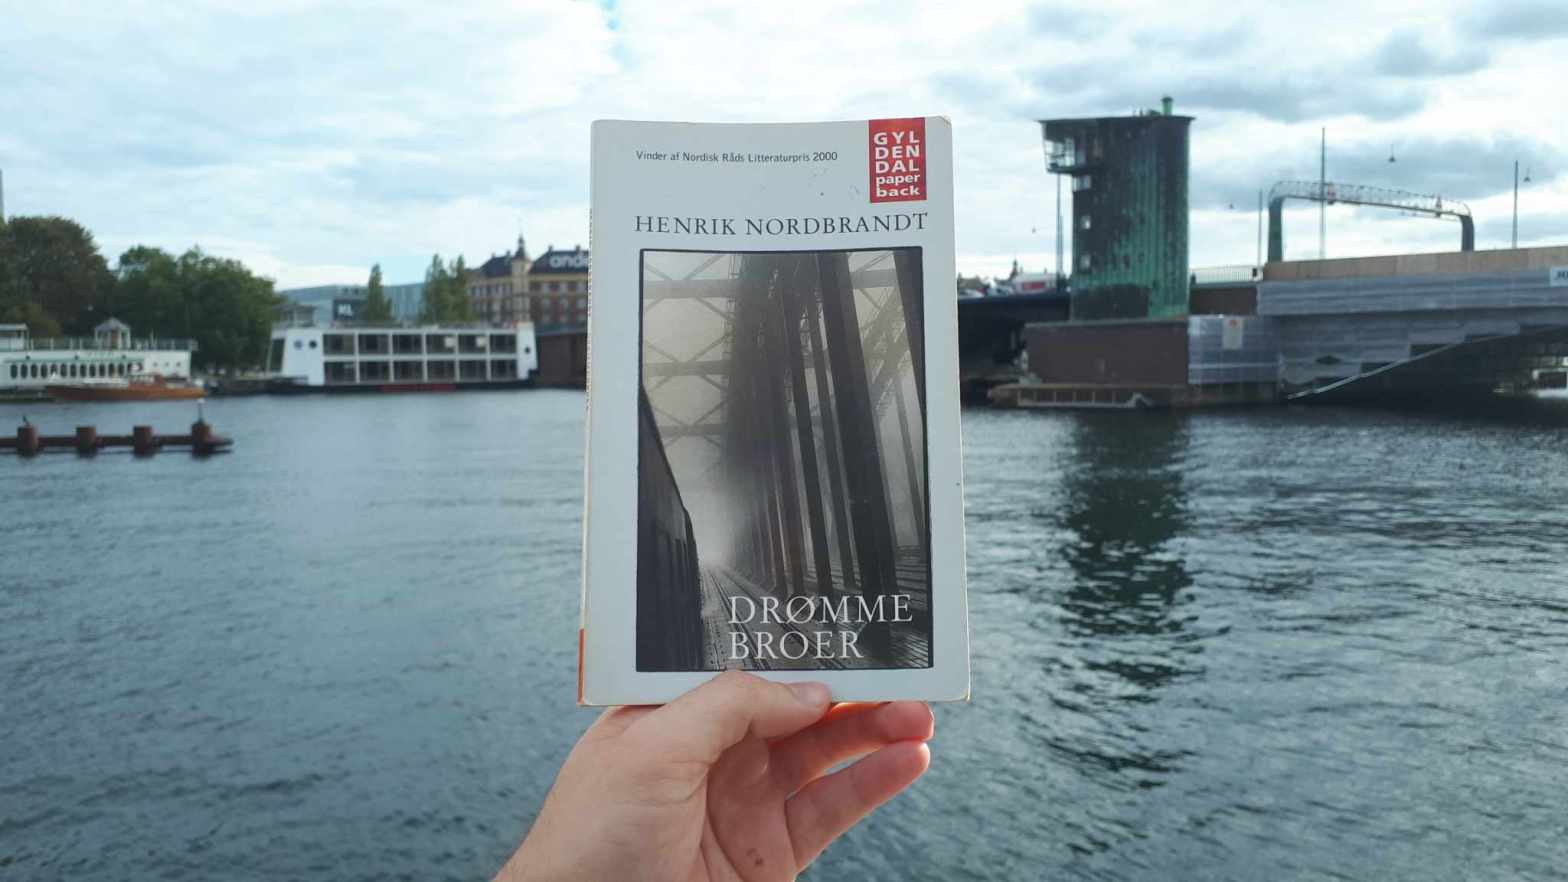 Vinder af Nordisk Råds Litteraturpris 2000
GYL
DEN
DAL
paper
back
HENRIK NORDBRANDT
DRØMME
BROER